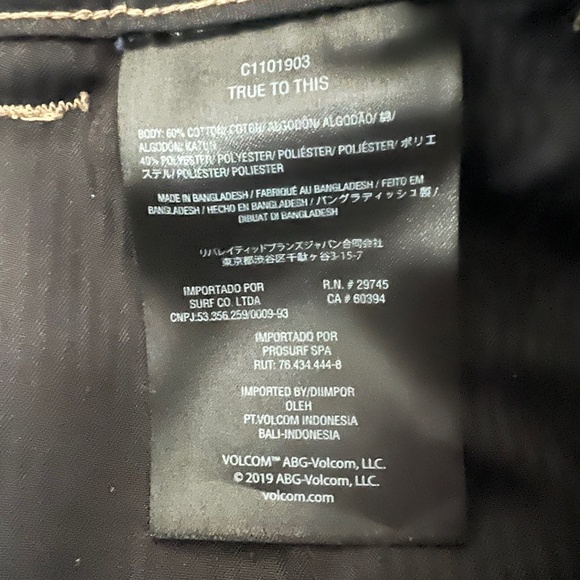 C1101903
TRUE TO THIS
BODY: 60% COTTON/ COTON/ ALGODÓN/ ALGODÃO/ 綿/
ALGODÓN/ KATUN
40% POLYESTER/ POLYESTER/ POLIÉSTER/ POLIÉSTER/ ポリエ
ステル/ POLIÉSTER/ POLIESTER
MADE IN BANGLADESH / FABRIQUÉ AU BANGLADESH / FEITO EM
BANGLADESH / HECHO EN BANGLADESH / バングラディッシュ製 /
DIBUAT DI BANGLADESH
リバレイティッドブランズジャパン合同会社
東京都渋谷区千駄ヶ谷3-15-7
IMPORTADO POR
SURF CO. LTDA
CNPJ:53.356.259/0009-93
R.N. # 29745
CA # 60394
IMPORTADO POR
PROSURF SPA
RUT: 76.434.444-8
IMPORTED BY/DIIMPOR
OLEH
PT.VOLCOM INDONESIA
BALI-INDONESIA
VOLCOM™ ABG-Volcom, LLC.
© 2019 ABG-Volcom, LLC.
volcom.com